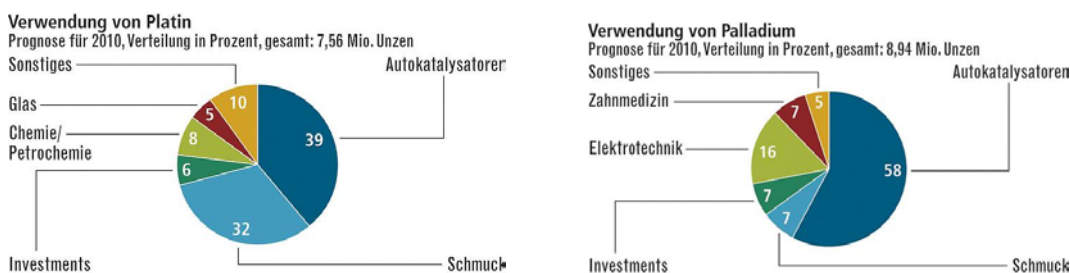 Verwendung von Platin
Prognose für 2010, Verteilung in Prozent, gesamt: 7,56 Mio. Unzen
Sonstiges
Autokatalysatoren
Glas
Chemie/
Petrochemie
Investments
Schmuck
10
5
8
6
32
39
Verwendung von Palladium
Prognose für 2010, Verteilung in Prozent, gesamt: 8,94 Mio. Unzen
Sonstiges
Autokatalysatoren
Zahnmedizin
Elektrotechnik
Investments
Schmuck
5
7
16
7
7
58